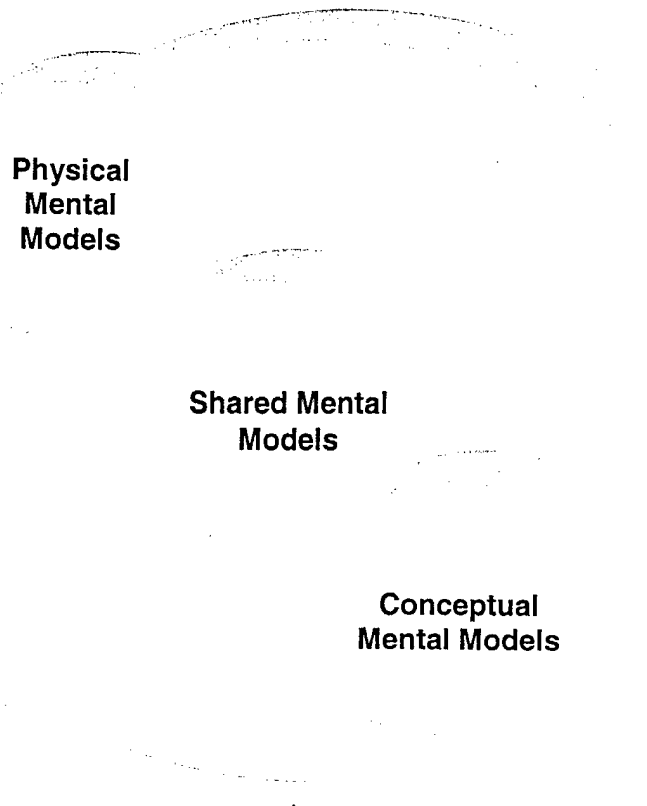 Physical
Mental
Models
Shared Mental
Models
Conceptual
Mental Models